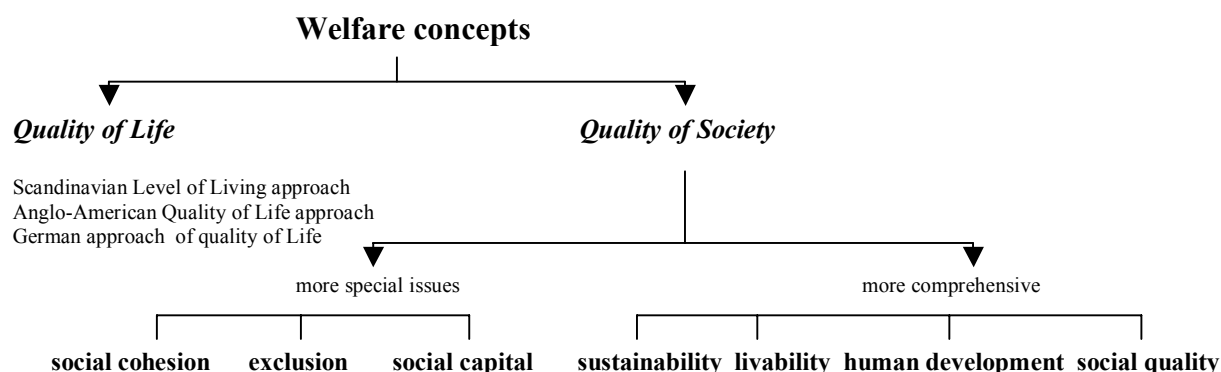 Welfare concepts
Quality of Life
Quality of Society
Scandinavian Level of Living approach
Anglo-American Quality of Life approach
German approach of quality of Life
more special issues
more comprehensive
social cohesion exclusion social capital sustainability livability human development social quality